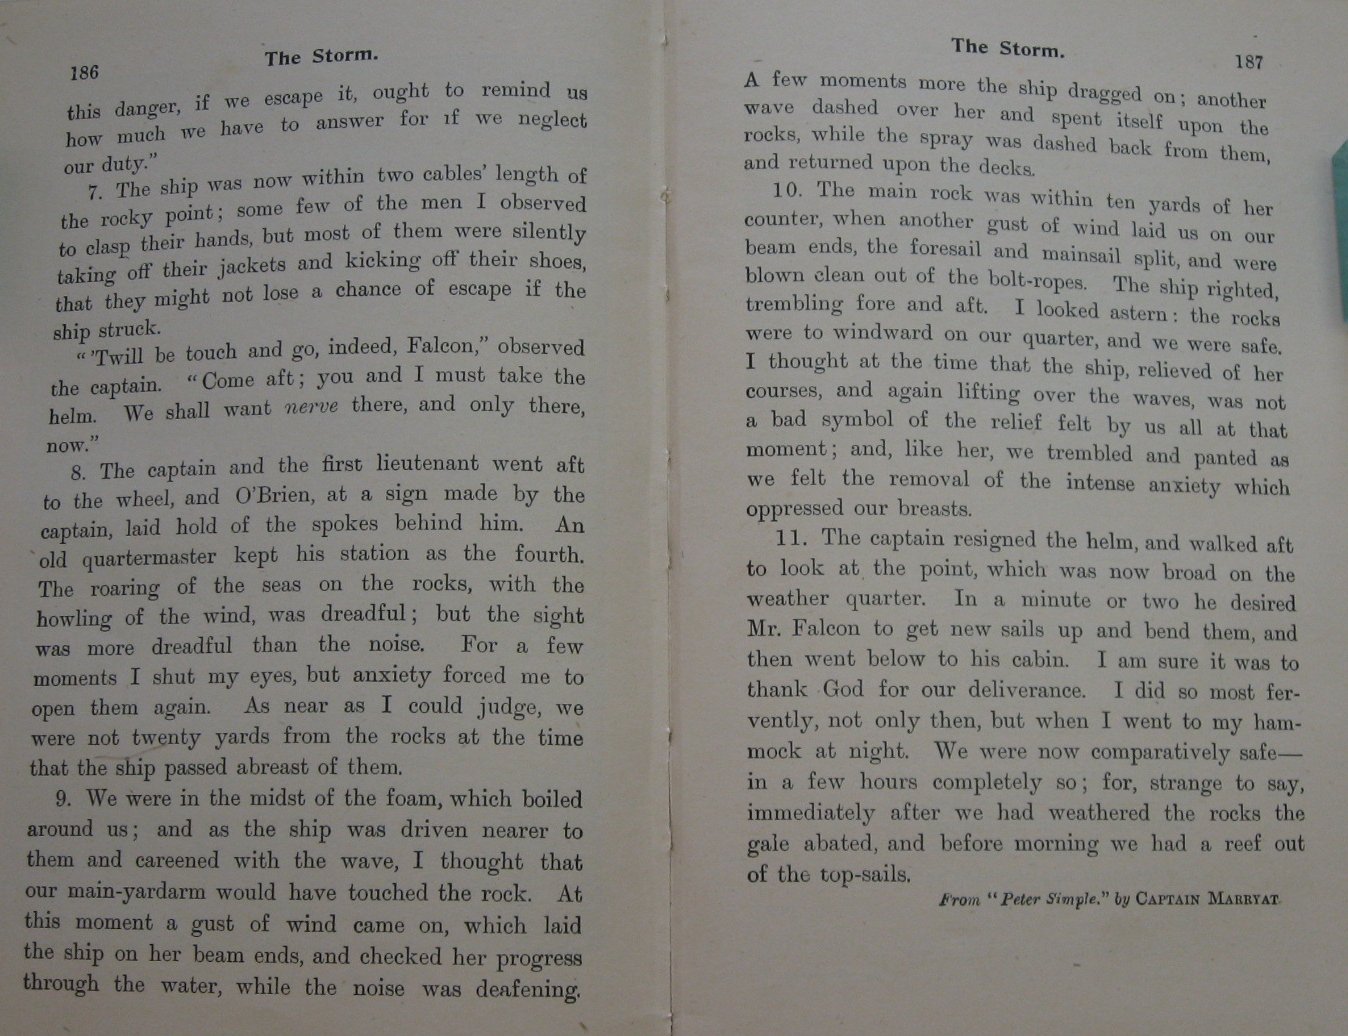 186
The Storm.
this danger, if we escape it, ought to remind us
how much we have to answer for if we neglect
our duty.”
7. The ship was now within two cables’ length of
the rocky point; some few of the men I observed
to clasp their hands, but most of them were silently
taking off their jackets and kicking off their shoes,
that they might not lose a chance of escape if the
ship struck.
“’Twill be touch and go, indeed, Falcon,” observed
the captain. “Come aft; you and I must take the
helm. We shall want nerve there, and only there,
now.”
8. The captain and the first lieutenant went aft
to the wheel, and O’Brien, at a sign made by the
captain, laid hold of the spokes behind him. An
old quartermaster kept his station as the fourth.
The roaring of the seas on the rocks, with the
howling of the wind, was dreadful; but the sight
was more dreadful than the noise. For a few
moments I shut my eyes, but anxiety forced me to
open them again. As near as I could judge, we
were not twenty yards from the rocks at the time
that the ship passed abreast of them.
9. We were in the midst of the foam, which boiled
around us; and as the ship was driven nearer to
them and careened with the wave, I thought that
our main-yardarm would have touched the rock. At
this moment a gust of wind came on, which laid
the ship on her beam ends, and checked her progress
through the water, while the noise was deafening.
The Storm.
187
A few moments more the ship dragged on; another
wave dashed over her and spent itself upon the
rocks, while the spray was dashed back from them,
and returned upon the decks.
10. The main rock was within ten yards of her
counter, when another gust of wind laid us on our
beam ends, the foresail and mainsail split, and were
blown clean out of the bolt-ropes. The ship righted,
trembling fore and aft. I looked astern: the rocks
were to windward on our quarter, and we were safe.
I thought at the time that the ship, relieved of her
courses, and again lifting over the waves, was not
a bad symbol of the relief felt by us all at that
moment; and, like her, we trembled and panted as
we felt the removal of the intense anxiety which
oppressed our breasts.
11. The captain resigned the helm, and walked aft
to look at the point, which was now broad on the
weather quarter. In a minute or two he desired
Mr. Falcon to get new sails up and bend them, and
then went below to his cabin. I am sure it was to
thank God for our deliverance. I did so most fer-
vently, not only then, but when I went to my ham-
mock at night. We were now comparatively safe—
in a few hours completely so; for, strange to say,
immediately after we had weathered the rocks the
gale abated, and before morning we had a reef out
of the top-sails.
From “Peter Simple.” by CAPTAIN MARRYAT.